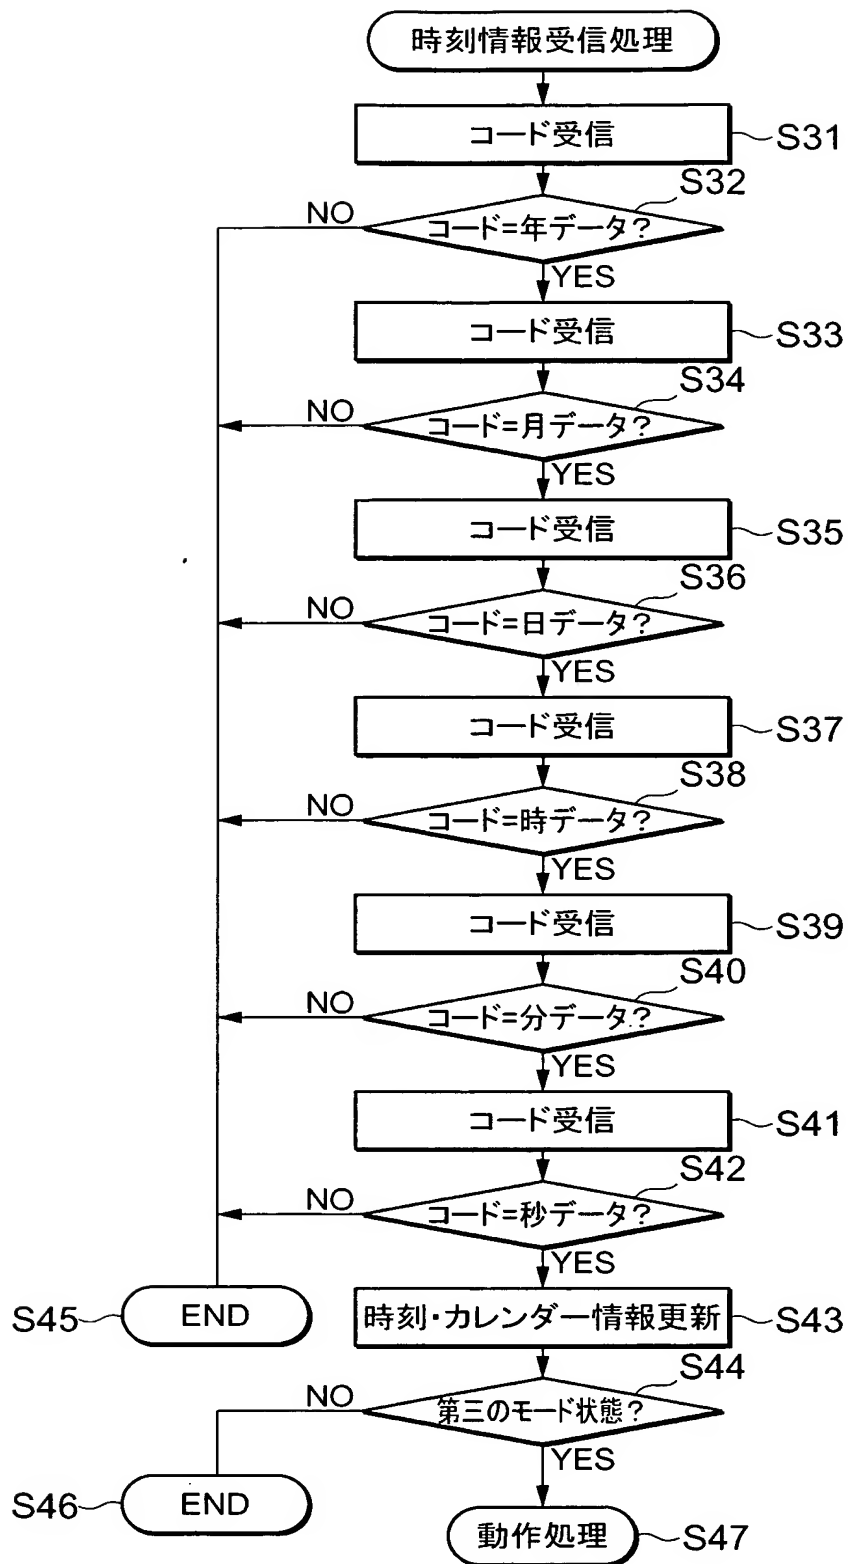 時刻情報受信処理
コード受信
S31
S32
コード=年データ?
NO
YES
コード受信
S33
S34
コード=月データ?
NO
YES
コード受信
S35
S36
コード=日データ?
NO
YES
コード受信
S37
S38
コード=時データ?
NO
YES
コード受信
S39
S40
コード=分データ?
NO
YES
コード受信
S41
S42
コード=秒データ?
NO
YES
S45
END
時刻・カレンダー情報更新
S43
S44
第三のモード状態?
NO
YES
S46
END
動作処理
S47